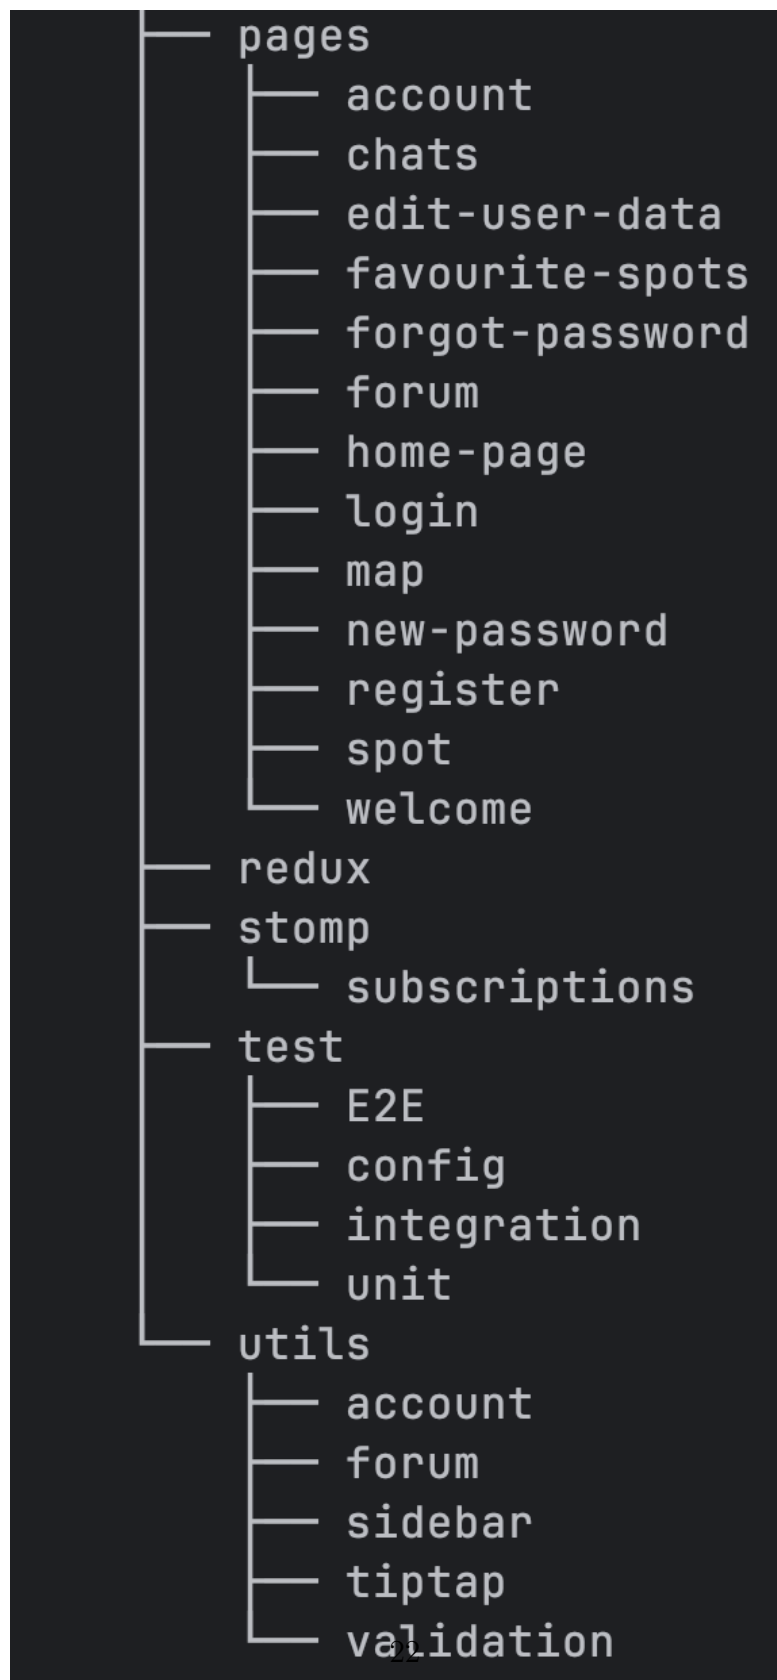 pages
account
chats
edit-user-data
favourite-spots
forgot-password
forum
home-page
login
map
new-password
register
spot
welcome
redux
stomp
subscriptions
test
E2E
config
integration
unit
utils
account
forum
sidebar
tiptap
validation
22